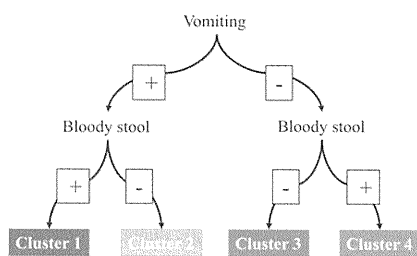 Vomiting
+ -
Bloody stool Bloody stool
+ - - +
Cluster 1 Cluster 2 Cluster 3 Cluster 4